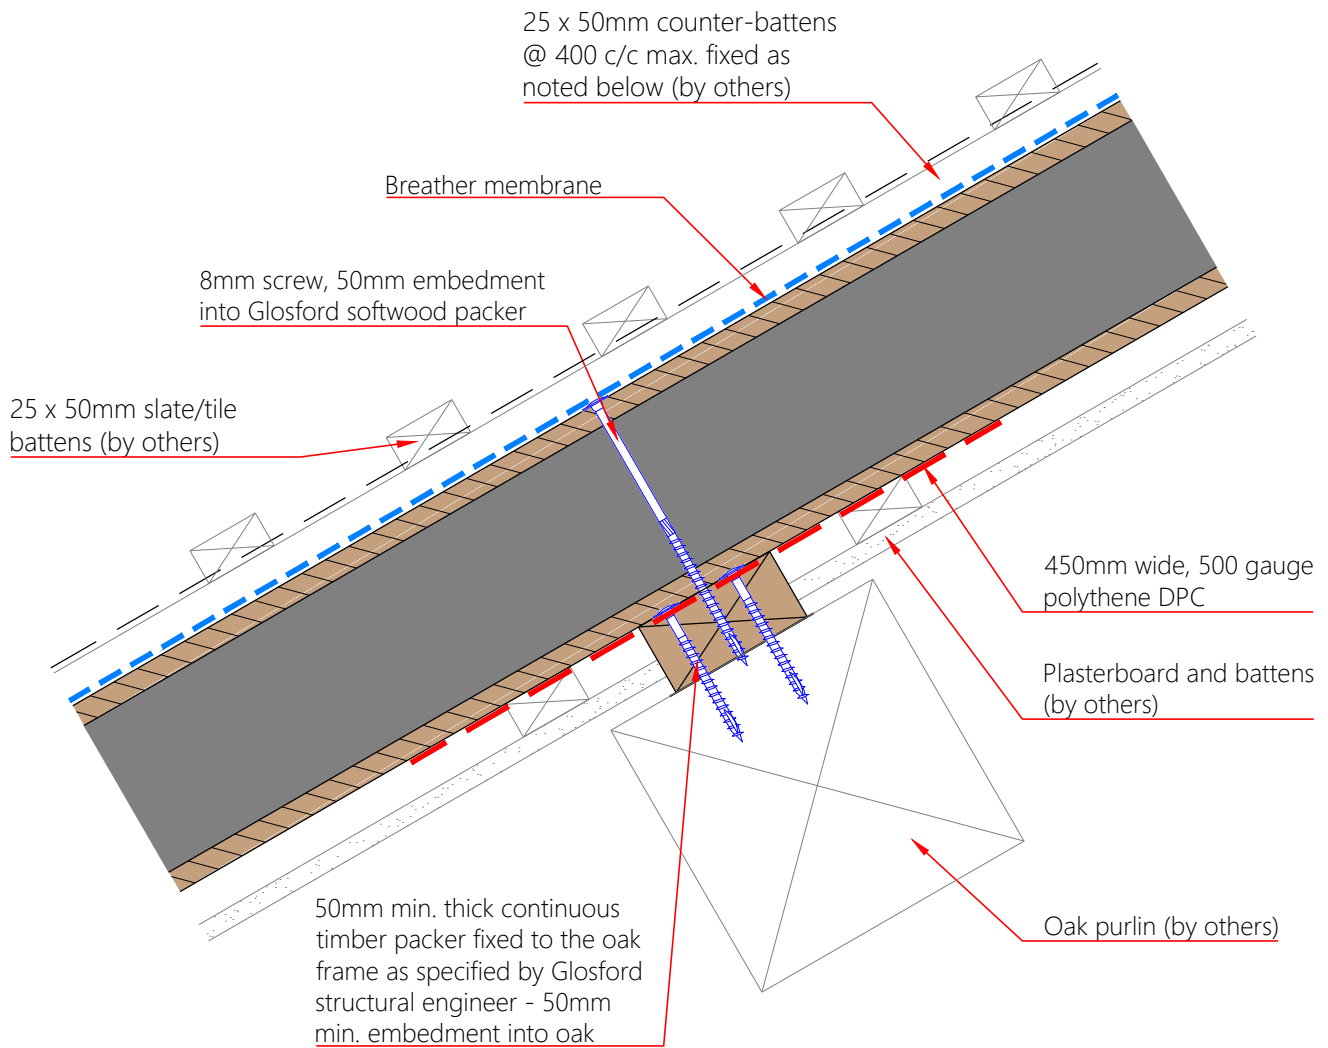 25 x 50mm counter-battens
@ 400 c/c max. fixed as
noted below (by others)
Breather membrane
8mm screw, 50mm embedment
into Glosford softwood packer
25 x 50mm slate/tile
battens (by others)
450mm wide, 500 gauge
polythene DPC
Plasterboard and battens
(by others)
50mm min. thick continuous
timber packer fixed to the oak
frame as specified by Glosford
structural engineer - 50mm
min. embedment into oak
Oak purlin (by others)